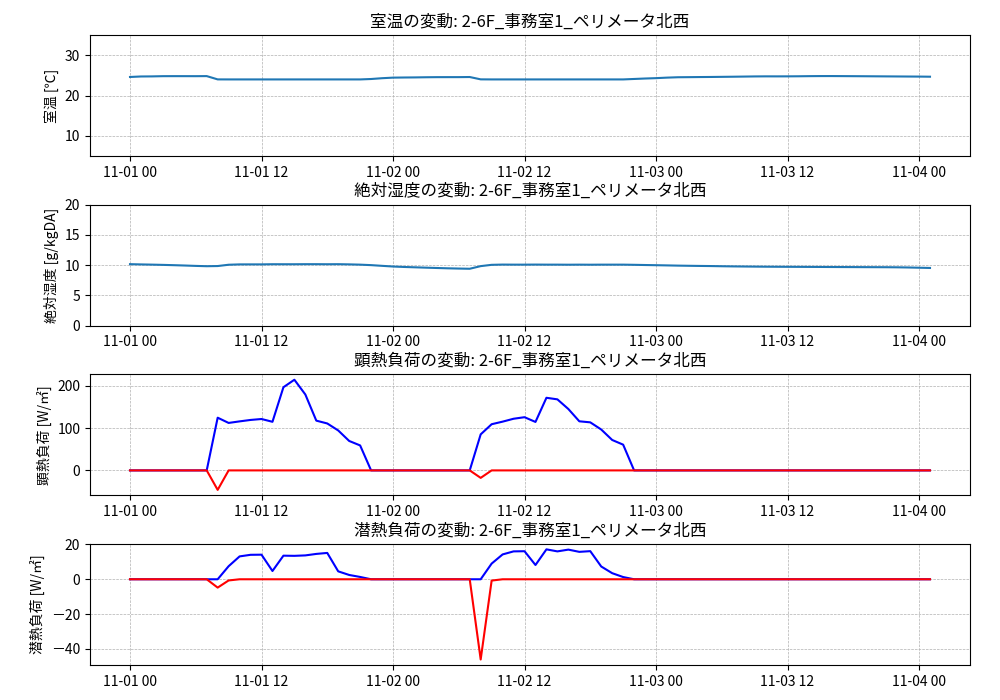 室温の変動: 2-6F_事務室1_ペリメータ北西
室温 [℃]
30
20
10
11-01 00 11-01 12 11-02 00 11-02 12 11-03 00 11-03 12 11-04 00
絶対湿度の変動: 2-6F_事務室1_ペリメータ北西
絶対湿度 [g/kgDA]
20
15
10
5
0
11-01 00 11-01 12 11-02 00 11-02 12 11-03 00 11-03 12 11-04 00
顕熱負荷の変動: 2-6F_事務室1_ペリメータ北西
顕熱負荷 [W/㎡]
200
100
0
11-01 00 11-01 12 11-02 00 11-02 12 11-03 00 11-03 12 11-04 00
潜熱負荷の変動: 2-6F_事務室1_ペリメータ北西
潜熱負荷 [W/㎡]
20
0
−20
−40
11-01 00 11-01 12 11-02 00 11-02 12 11-03 00 11-03 12 11-04 00